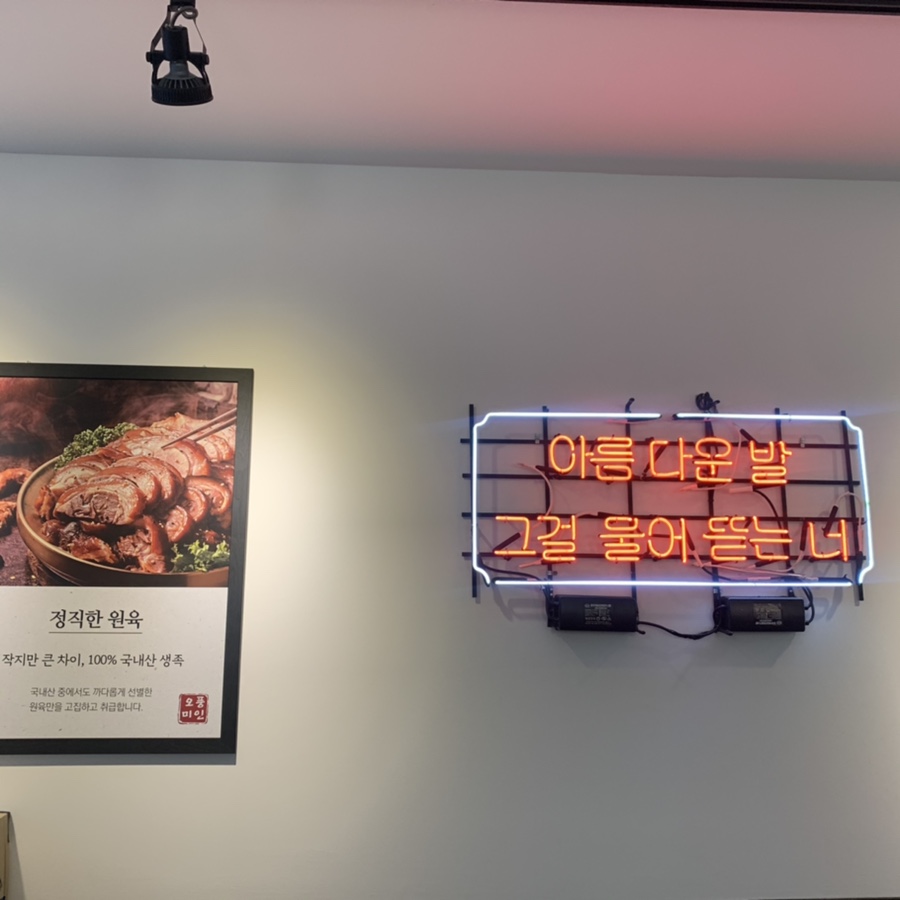 정직한 원육
작지만 큰 차이, 100% 국내산 생족
국내산 중에서도 까다롭게 선별한
원육만을 고집하고 취급합니다.
오풍
미인
아름다운 발
그걸 물어 뜯는 너